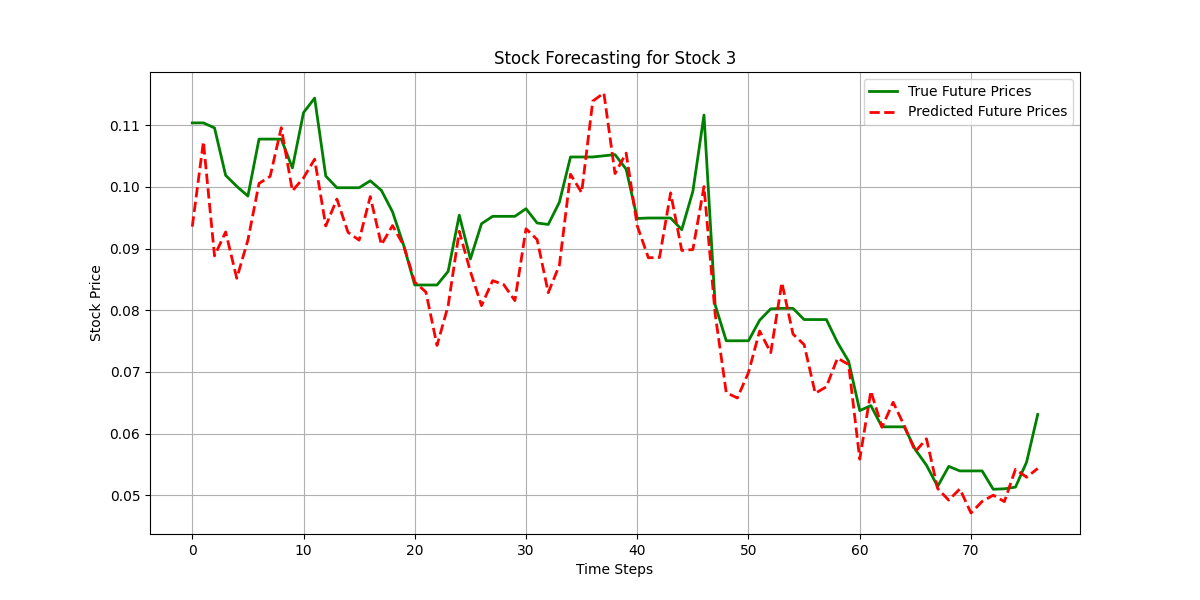 Stock Forecasting for Stock 3
True Future Prices
Predicted Future Prices
Stock Price
0.11
0.10
0.09
0.08
0.07
0.06
0.05
0 10 20 30 40 50 60 70
Time Steps